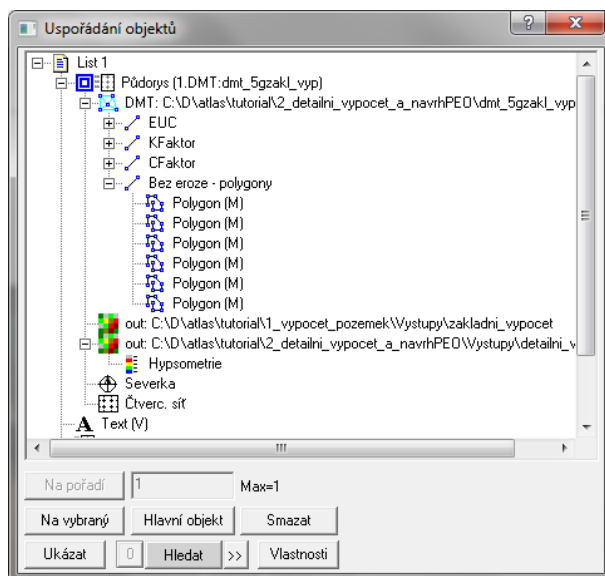 Uspořádání objektů
List 1
Půdorys (1.DMT:dmt_5gzakl_vyp)
DMT: C:\D\atlas\tutorial\2_detailni_vypocet_a_navrhPEO\dmt_5gzakl_vyp
EUC
KFaktor
CFaktor
Bez eroze - polygony
Polygon (M)
Polygon (M)
Polygon (M)
Polygon (M)
Polygon (M)
Polygon (M)
out: C:\D\atlas\tutorial\1_vypocet_pozemek\Vystupy\zakladni_vypocet
out: C:\D\atlas\tutorial\2_detailni_vypocet_a_navrhPEO\Vystupy\detailni_v
Hypsometrie
Severka
Čtverc. síť
Text (V)
Na pořadí 1 Max=1
Na vybraný Hlavní objekt Smazat
Ukázat 0 Hledat >> Vlastnosti